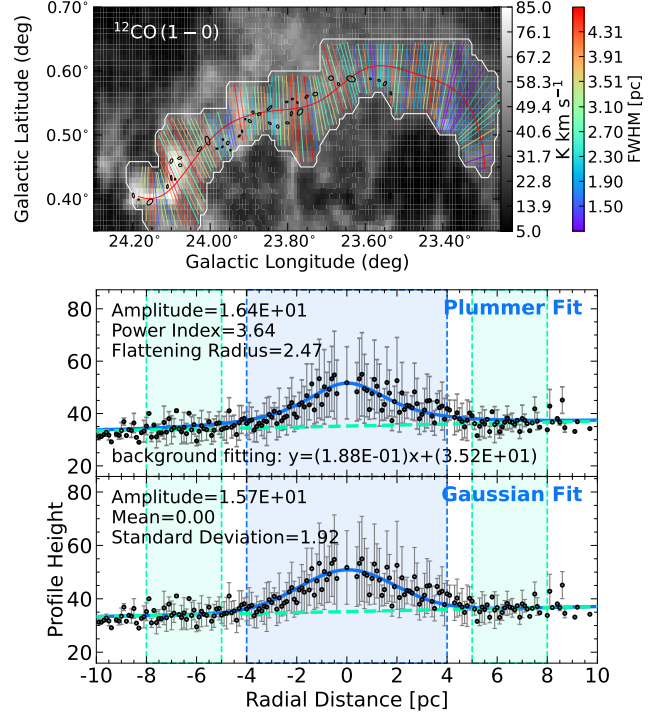 ¹²CO (1−0)
0.70°
0.60°
0.50°
0.40°
Galactic Latitude (deg)
24.20° 24.00° 23.80° 23.60° 23.40°
Galactic Longitude (deg)
85.0
76.1
67.2
58.3
49.4
40.6
31.7
22.8
13.9
5.0
K km s⁻¹
4.31
3.91
3.51
3.11
2.70
2.30
1.90
1.50
FWHM [pc]
80
60
40
20
Amplitude=1.64E+01
Power Index=3.64
Flattening Radius=2.47
Plummer Fit
background fitting: y=(1.88E-01)x+(3.52E+01)
80
60
40
20
Amplitude=1.57E+01
Mean=0.00
Standard Deviation=1.92
Gaussian Fit
Profile Height
-10 -8 -6 -4 -2 0 2 4 6 8 10
Radial Distance [pc]